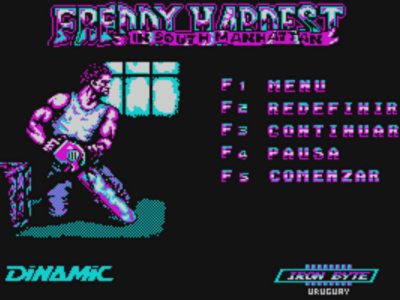 FREDDY HARDEST
IN SOUTH MANHATTAN
F1 MENU
F2 REDEFINIR
F3 CONTINUAR
F4 PAUSA
F5 COMENZAR
DINAMIC
IRON BYTE
URUGUAY